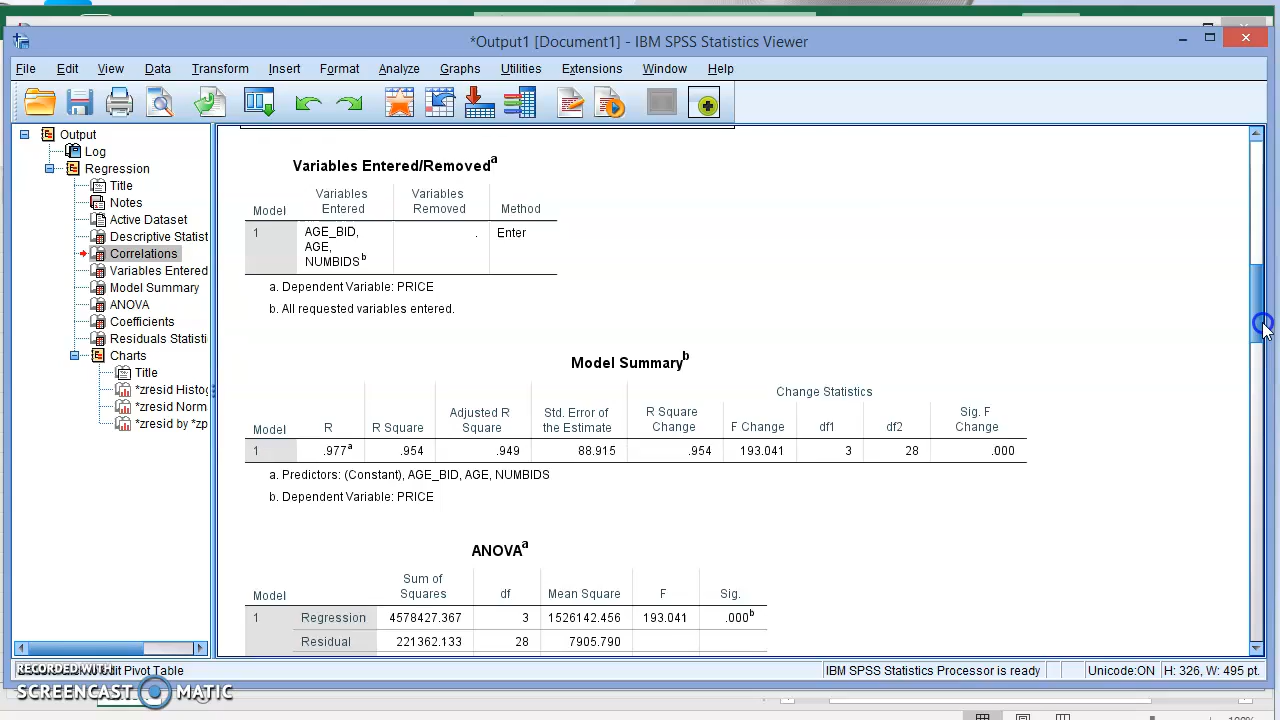 *Output1 [Document1] - IBM SPSS Statistics Viewer
File Edit View Data Transform Insert Format Analyze Graphs Utilities Extensions Window Help
Output
Log
Regression
Title
Notes
Active Dataset
Descriptive Statist
Correlations
Variables Entered
Model Summary
ANOVA
Coefficients
Residuals Statisti
Charts
Title
*zresid Histog
*zresid Norm
*zresid by *zp
Variables Entered/Removedᵃ
Model Variables Entered Variables Removed Method
1 AGE_BID, AGE, NUMBIDSᵇ . Enter
a. Dependent Variable: PRICE
b. All requested variables entered.
Model Summaryᵇ
Change Statistics
Model R R Square Adjusted R Square Std. Error of the Estimate R Square Change F Change df1 df2 Sig. F Change
1 .977ᵃ .954 .949 88.915 .954 193.041 3 28 .000
a. Predictors: (Constant), AGE_BID, AGE, NUMBIDS
b. Dependent Variable: PRICE
ANOVAᵃ
Model Sum of Squares df Mean Square F Sig.
1 Regression 4578427.367 3 1526142.456 193.041 .000ᵇ
Residual 221362.133 28 7905.790
Edit Pivot Table
IBM SPSS Statistics Processor is ready Unicode:ON H: 326, W: 495 pt.
RECORDED WITH
SCREENCAST MATIC